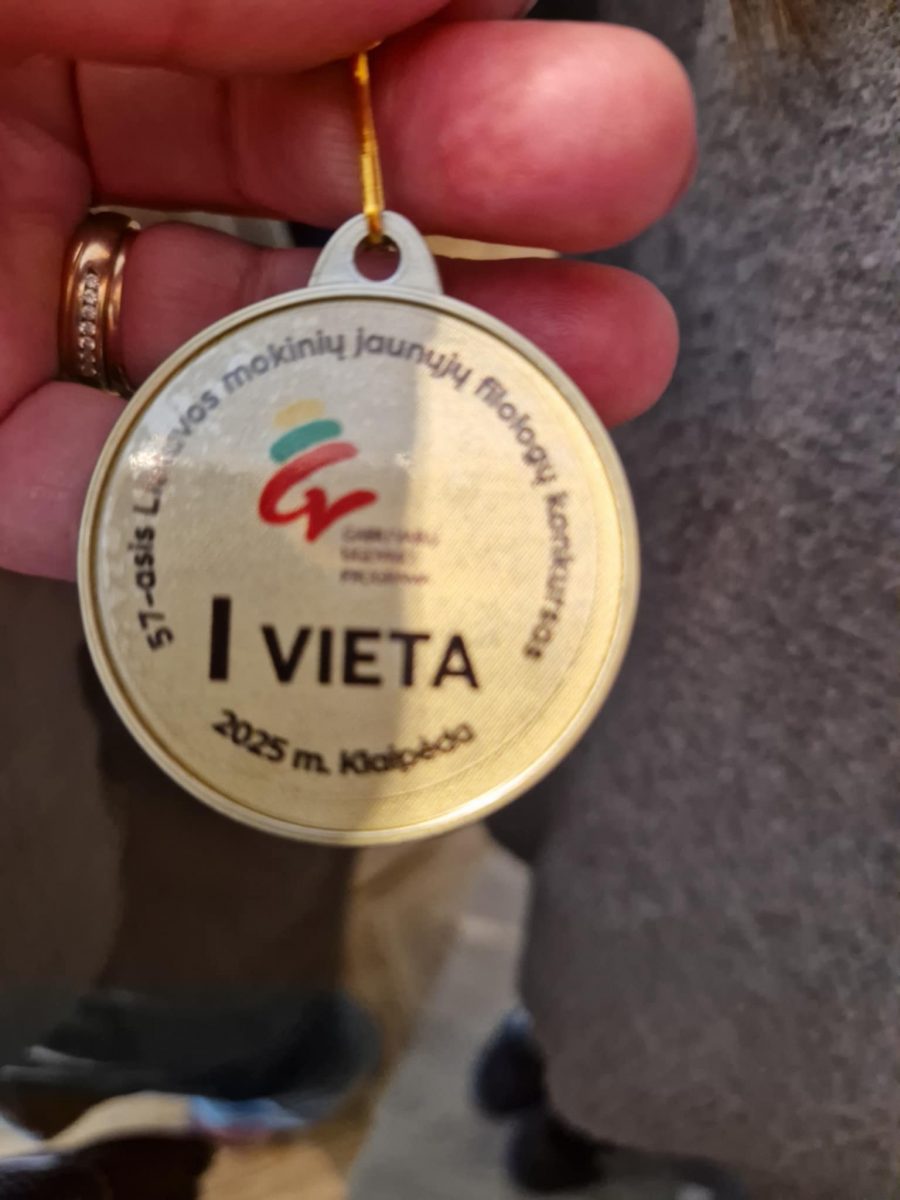 57-asis Lietuvos mokinių jaunųjų filologų konkursas
I VIETA
2025 m. Klaipėda